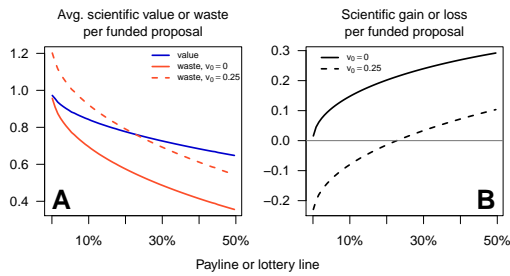 Avg. scientific value or waste
per funded proposal
1.2
1.0
0.8
0.6
0.4
value
waste, v₀ = 0
waste, v₀ = 0.25
A
10%
30%
50%
Scientific gain or loss
per funded proposal
0.3
0.2
0.1
0.0
−0.1
−0.2
v₀ = 0
v₀ = 0.25
B
10%
30%
50%
Payline or lottery line